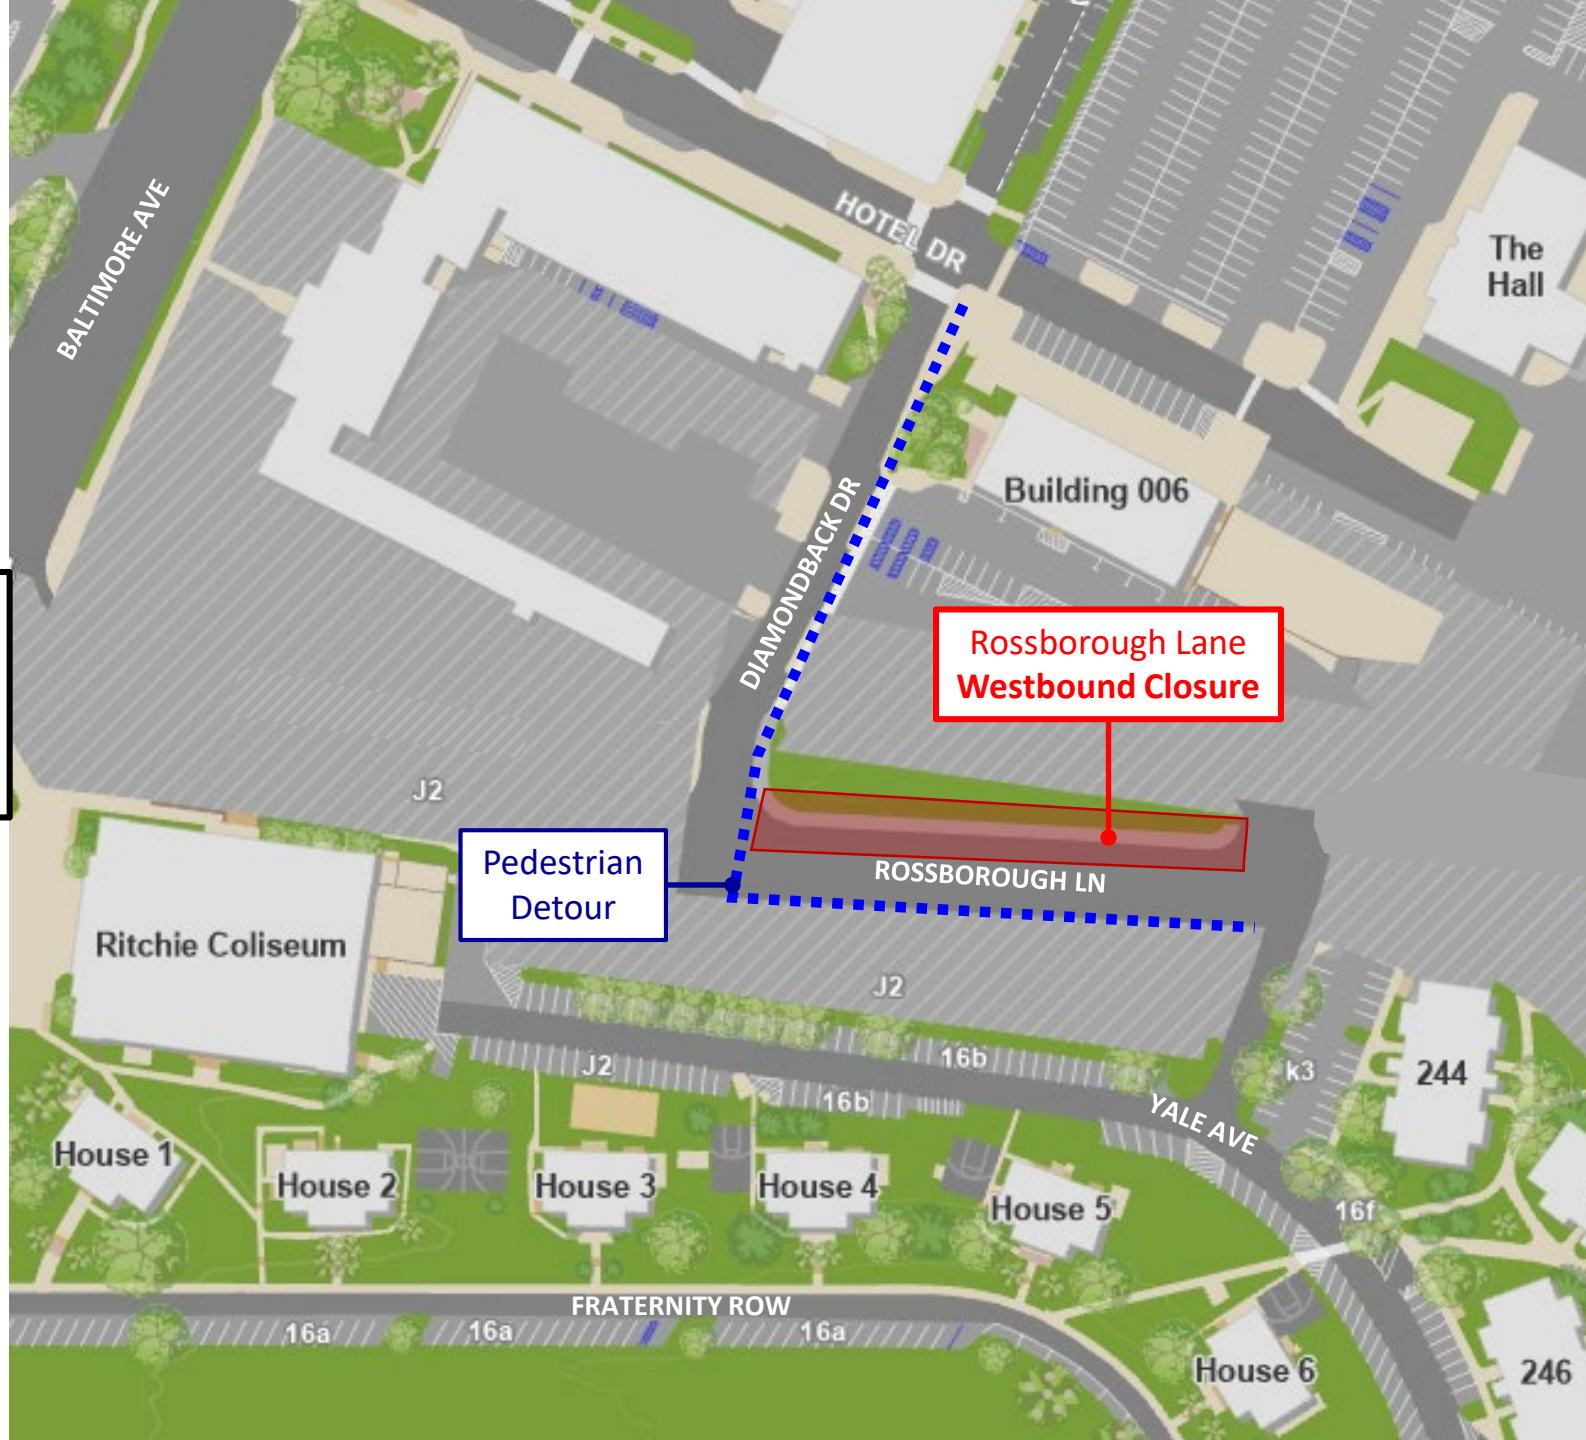 BALTIMORE AVE
HOTEL DR
The
Hall
Building 006
DIAMONDBACK DR
Rossborough Lane
Westbound Closure
J2
Pedestrian
Detour
ROSSBOROUGH LN
Ritchie Coliseum
J2
J2
16b
16b
k3
244
YALE AVE
House 1
House 2
House 3
House 4
House 5
16f
FRATERNITY ROW
16a
16a
16a
House 6
246